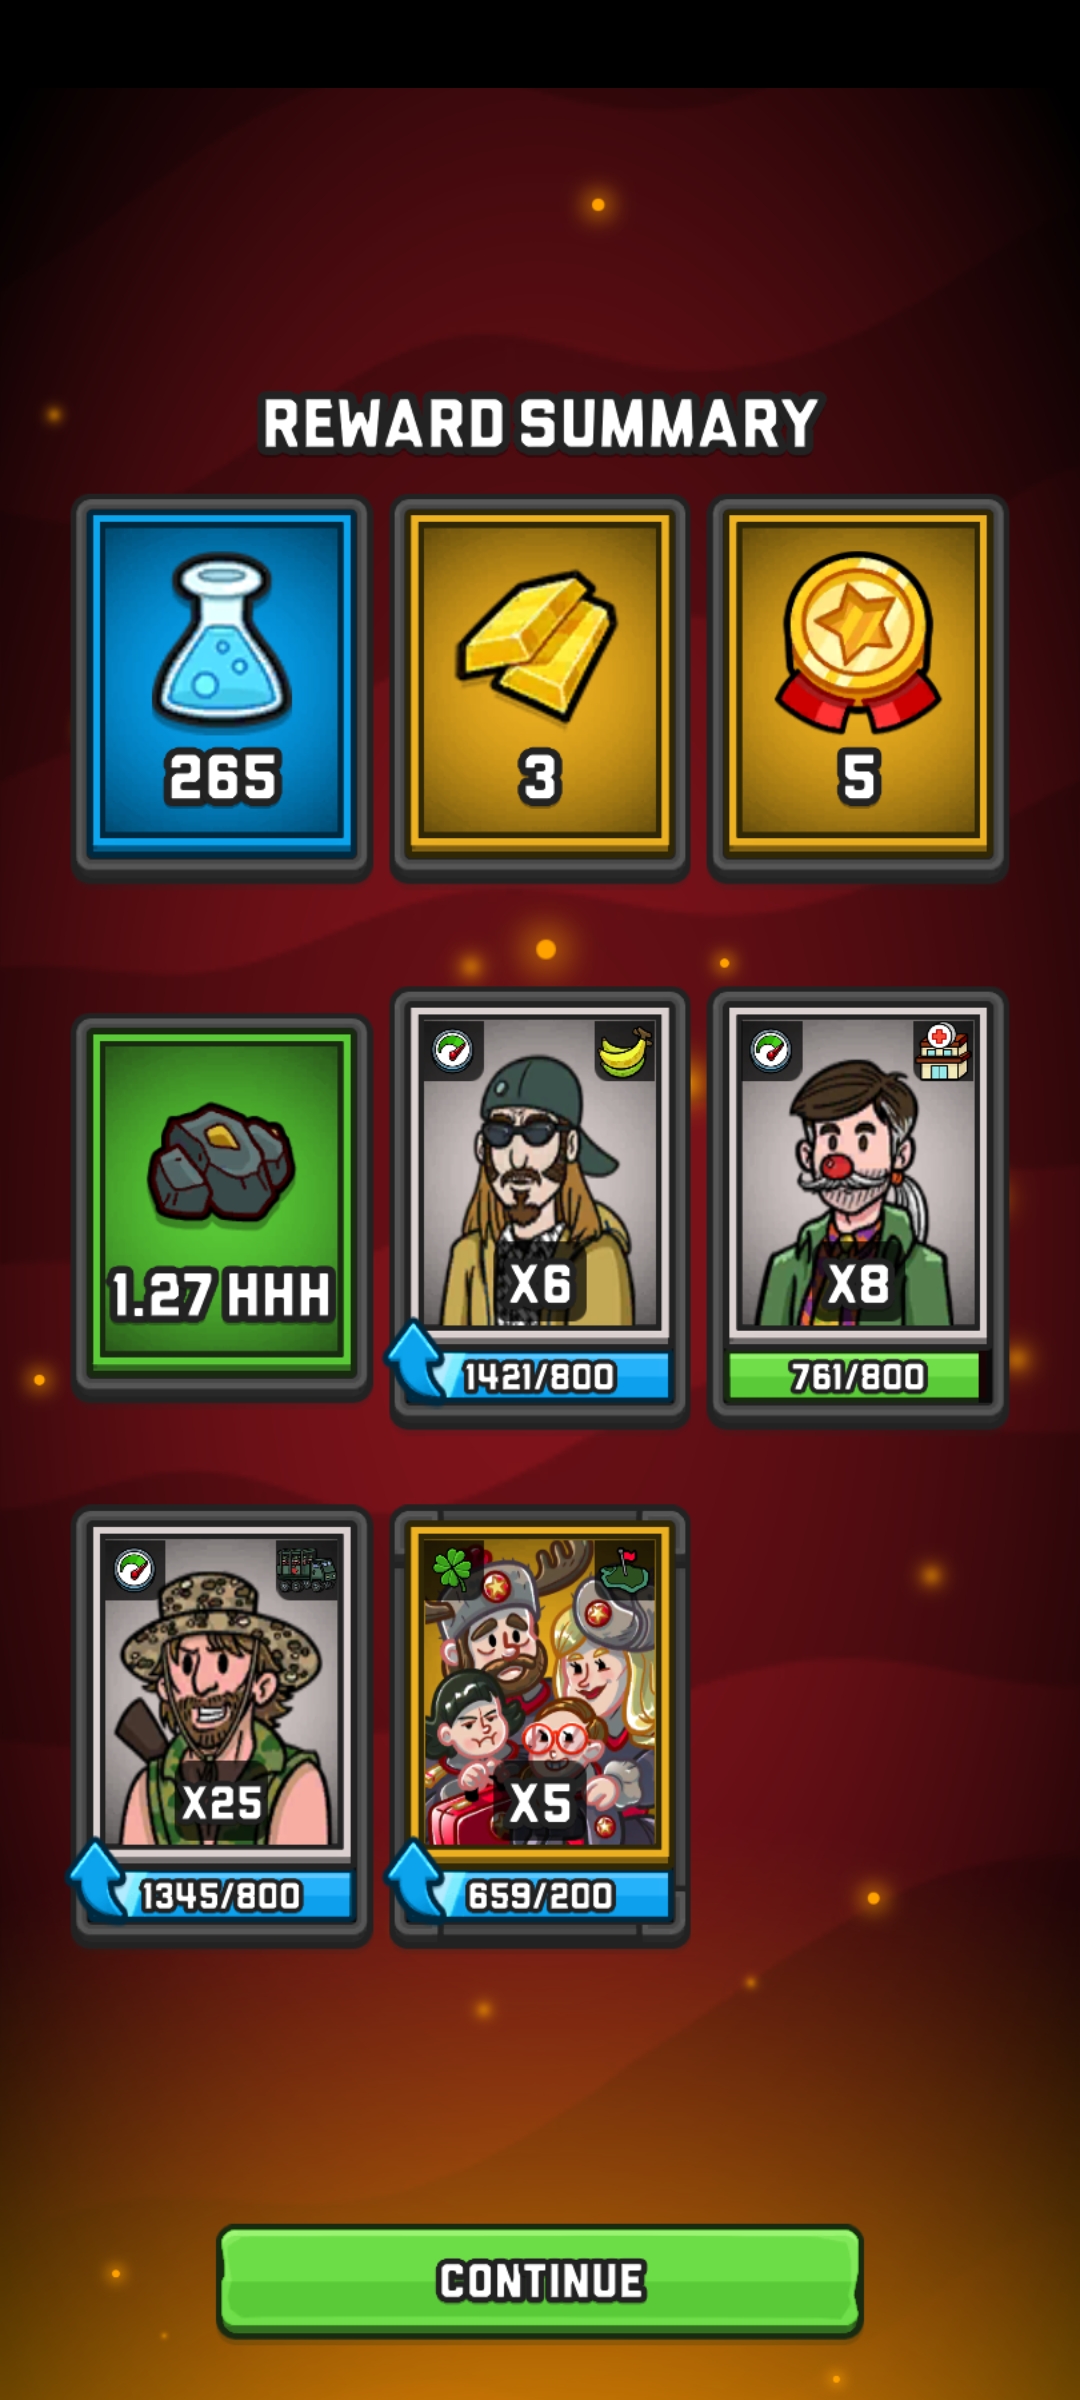 REWARD SUMMARY
265
3
5
1.27 HHH
X6
1421/800
X8
761/800
X25
1345/800
X5
659/200
CONTINUE